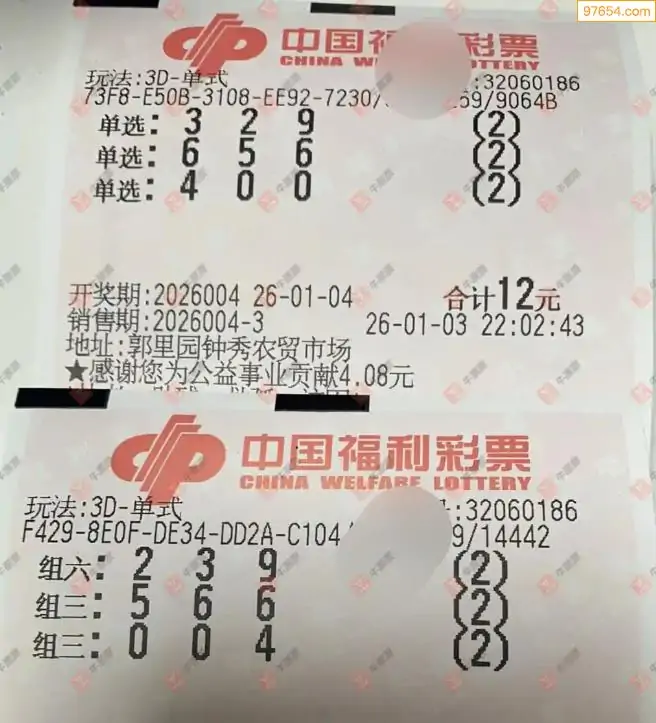 97654.com
中国福利彩票
CHINA WELFARE LOTTERY
玩法:3D-单式 :32060186
73F8-E50B-3108-EE92-7230/ 59/9064B
单选: 3 2 9 (2)
单选: 6 5 6 (2)
单选: 4 0 0 (2)
开奖期:2026004 26-01-04 合计12元
销售期:2026004-3 26-01-03 22:02:43
地址:郭里园钟秀农贸市场
★感谢您为公益事业贡献4.08元
中国福利彩票
CHINA WELFARE LOTTERY
玩法:3D-单式 :32060186
F429-8E0F-DE34-DD2A-C104/ 9/14442
组六: 2 3 9 (2)
组三: 5 6 6 (2)
组三: 0 0 4 (2)